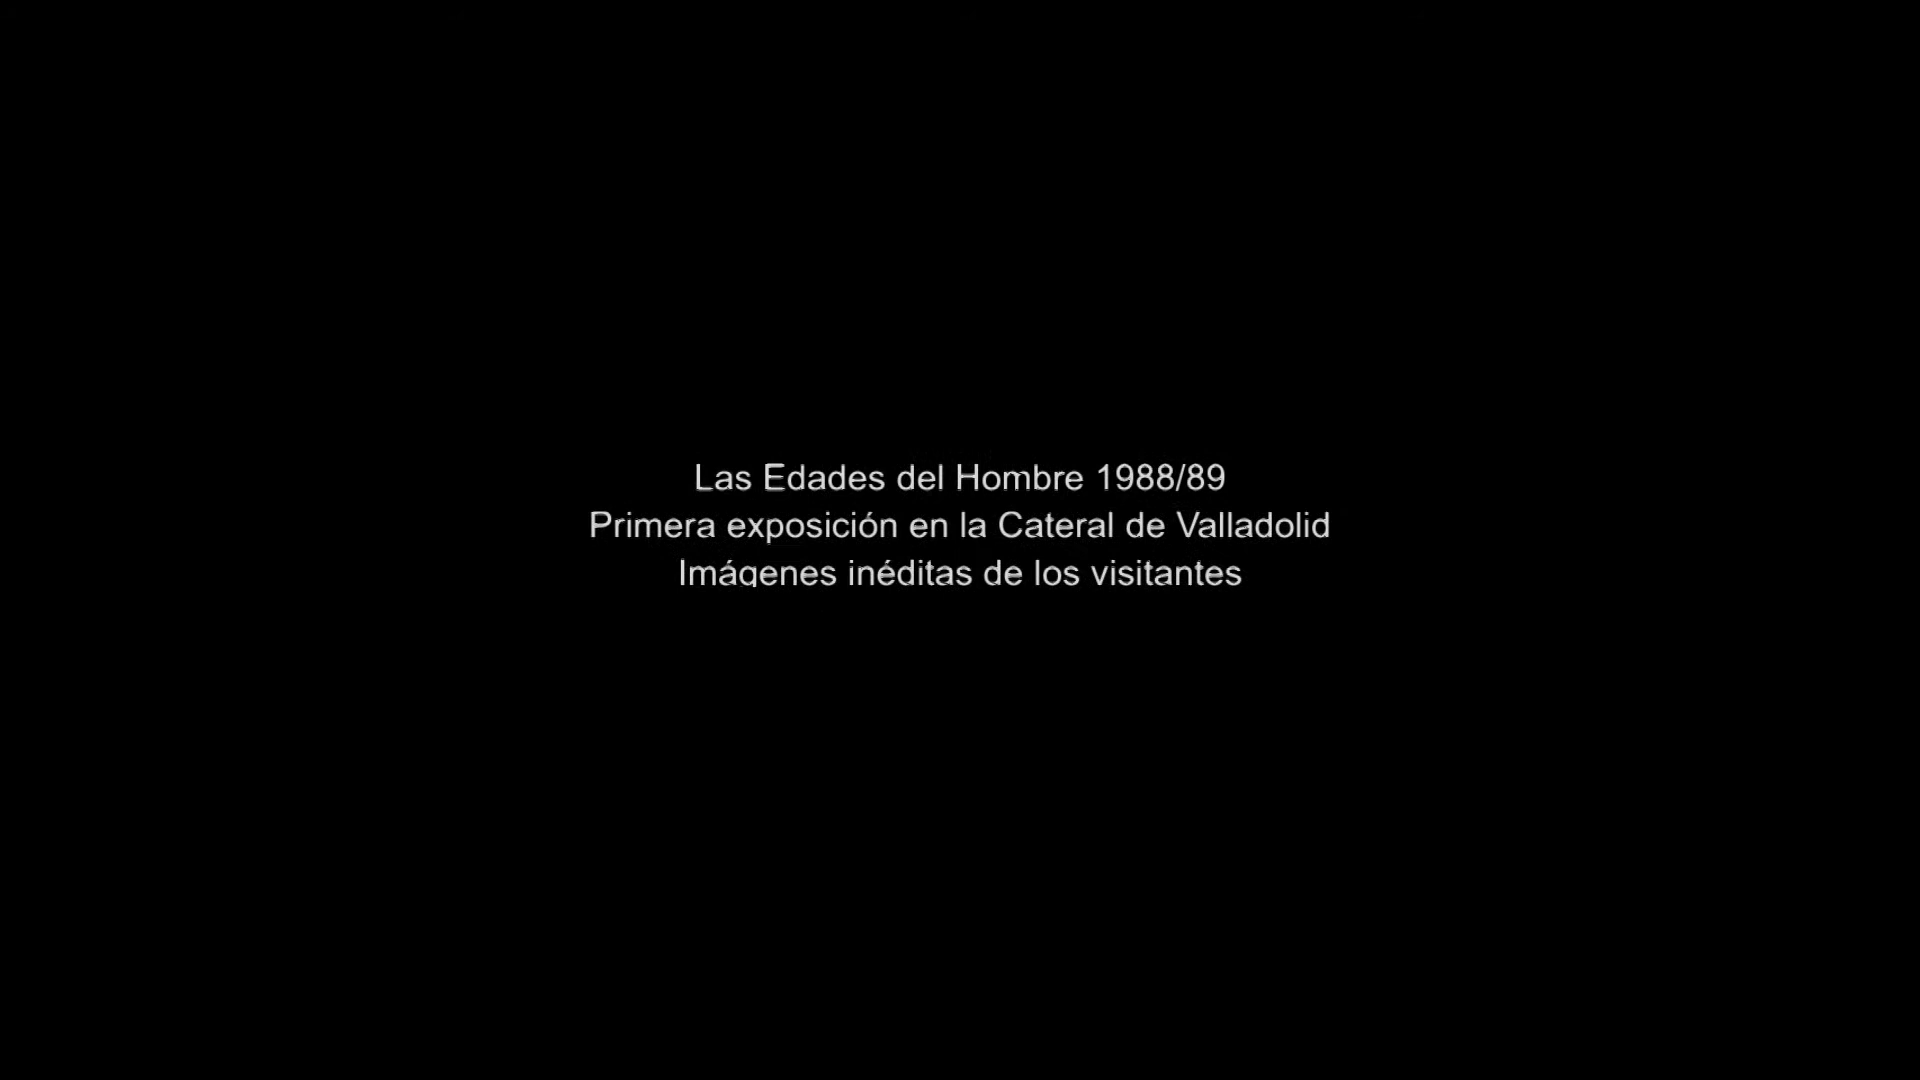 Las Edades del Hombre 1988/89
Primera exposición en la Cateral de Valladolid
Imágenes inéditas de los visitantes